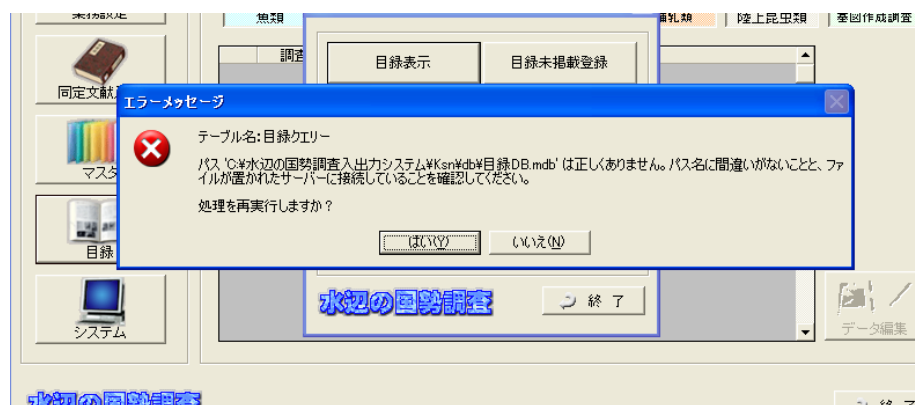 業務設定
魚類
哺乳類
陸上昆虫類
基図作成調査
調査
目録表示
目録未掲載登録
同定文献
エラーメッセージ
テーブル名:目録クエリー
パス 'C:¥水辺の国勢調査入出力システム¥Ksn¥db¥目録DB.mdb' は正しくありません。パス名に間違いがないことと、ファ
イルが置かれたサーバーに接続していることを確認してください。
処理を再実行しますか?
はい(Y)
いいえ(N)
マスタ
目録
システム
水辺の国勢調査
終 了
データ編集
水辺の国勢調査
終 了